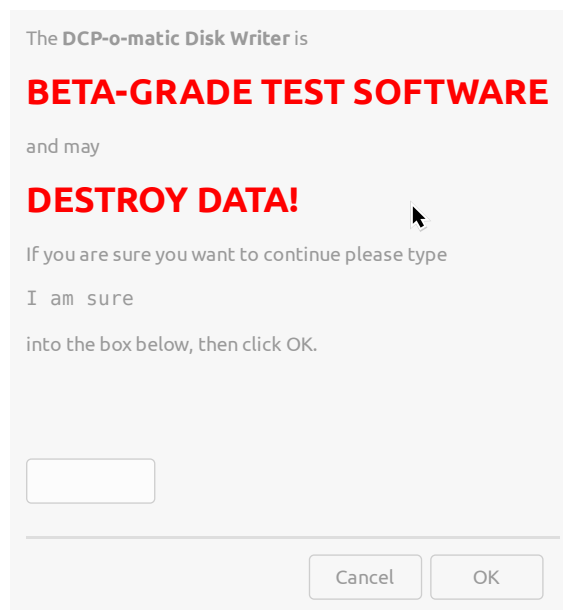 The DCP-o-matic Disk Writer is
BETA-GRADE TEST SOFTWARE
and may
DESTROY DATA!
If you are sure you want to continue please type
I am sure
into the box below, then click OK.
Cancel OK